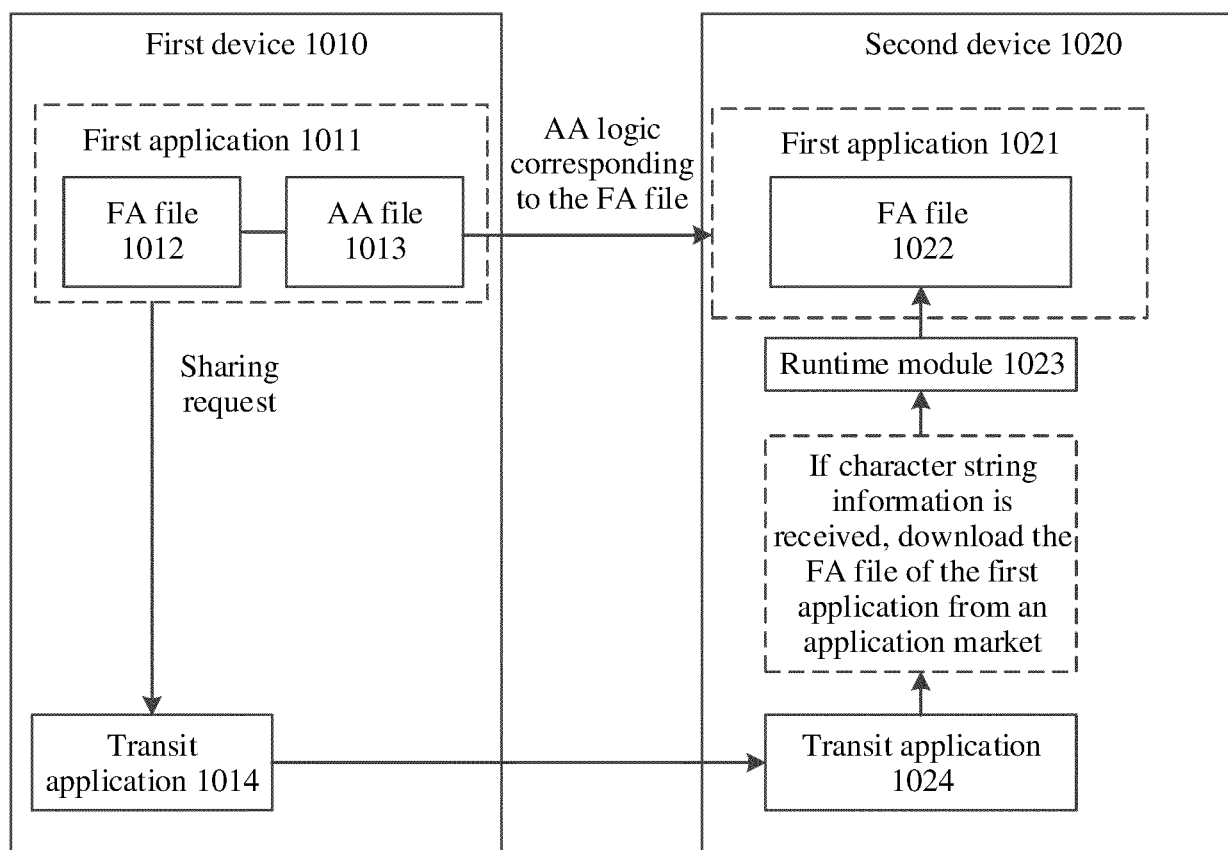 First device 1010
First application 1011
FA file
1012
AA file
1013
Sharing
request
Transit
application 1014
AA logic
corresponding
to the FA file
Second device 1020
First application 1021
FA file
1022
Runtime module 1023
If character string
information is
received, download the
FA file of the first
application from an
application market
Transit application
1024